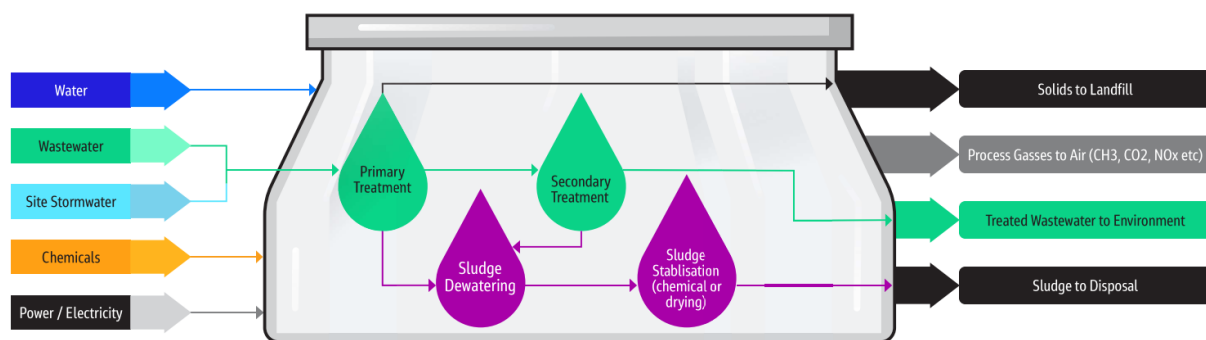 Water
Wastewater
Site Stormwater
Chemicals
Power / Electricity
Primary
Treatment
Secondary
Treatment
Sludge
Dewatering
Sludge
Stablisation
(chemical or
drying)
Solids to Landfill
Process Gasses to Air (CH3, CO2, NOx etc)
Treated Wastewater to Environment
Sludge to Disposal